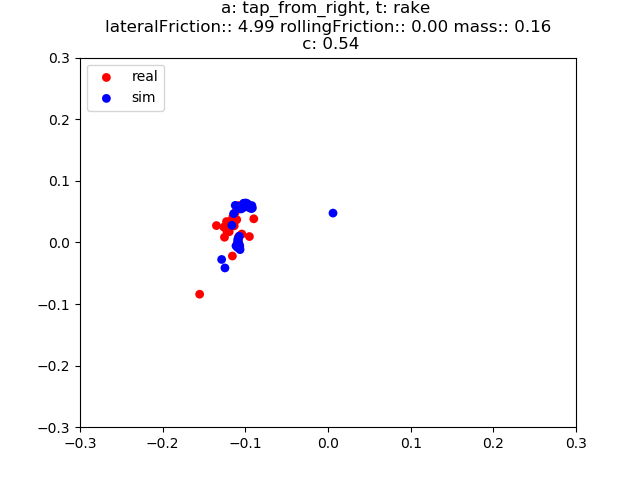 a: tap_from_right, t: rake
lateralFriction:: 4.99 rollingFriction:: 0.00 mass:: 0.16
c: 0.54
real
sim
0.3
0.2
0.1
0.0
−0.1
−0.2
−0.3
−0.3
−0.2
−0.1
0.0
0.1
0.2
0.3